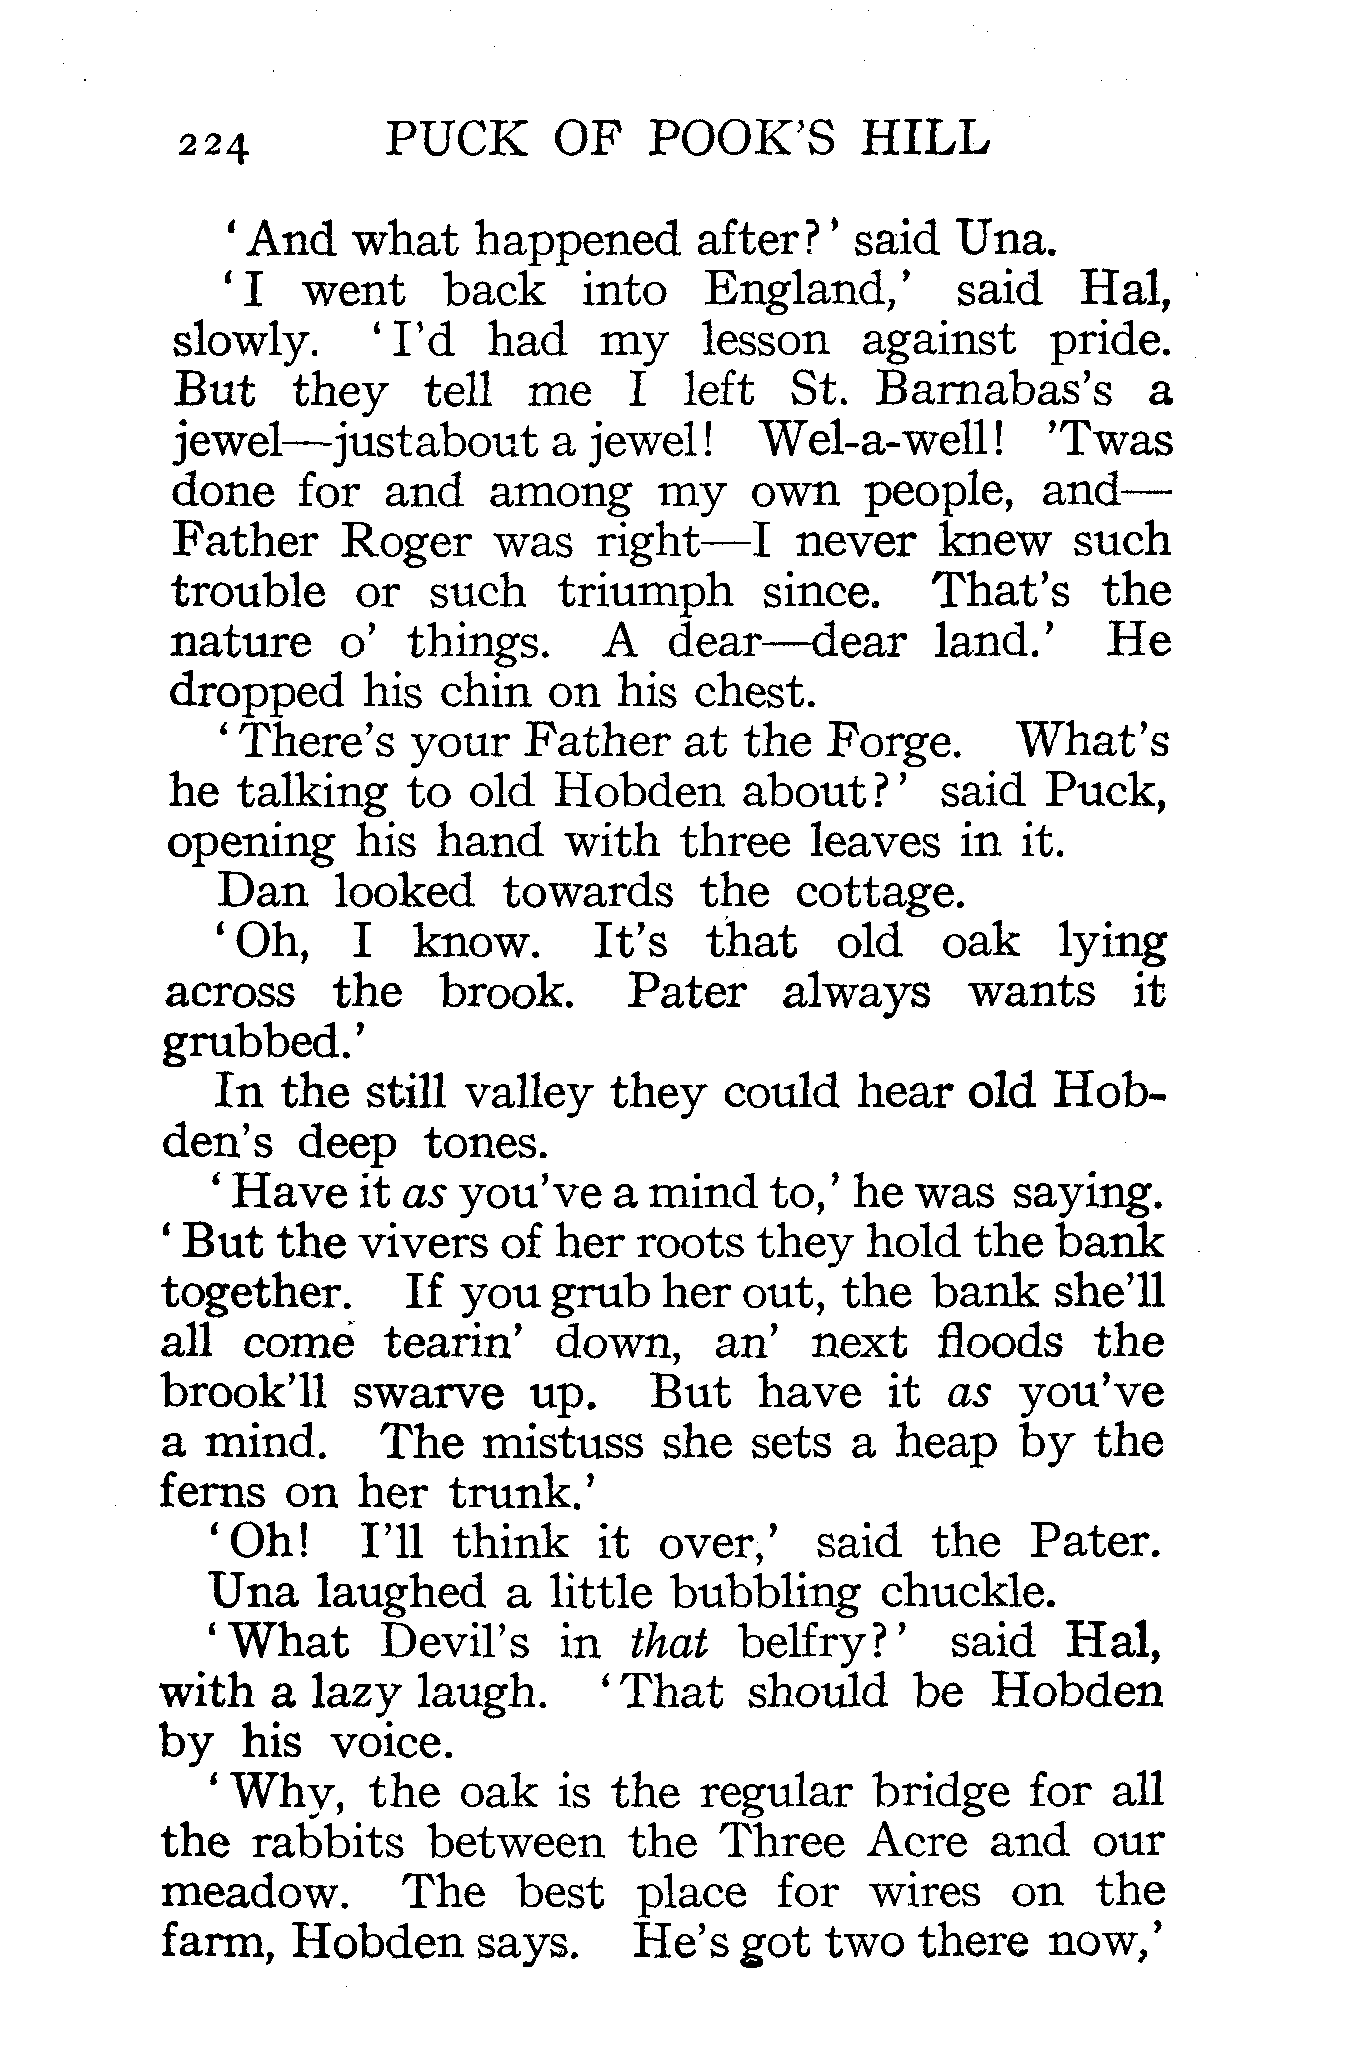 224 PUCK OF POOK'S HILL
‘And what happened after?’ said Una.
‘I went back into England,’ said Hal,
slowly. ‘I’d had my lesson against pride.
But they tell me I left St. Barnabas’s a
jewel—justabout a jewel! Wel-a-well! ’Twas
done for and among my own people, and—
Father Roger was right—I never knew such
trouble or such triumph since. That’s the
nature o’ things. A dear—dear land.’ He
dropped his chin on his chest.
‘There’s your Father at the Forge. What’s
he talking to old Hobden about?’ said Puck,
opening his hand with three leaves in it.
Dan looked towards the cottage.
‘Oh, I know. It’s that old oak lying
across the brook. Pater always wants it
grubbed.’
In the still valley they could hear old Hob-
den’s deep tones.
‘Have it as you’ve a mind to,’ he was saying.
‘But the vivers of her roots they hold the bank
together. If you grub her out, the bank she’ll
all come tearin’ down, an’ next floods the
brook’ll swarve up. But have it as you’ve
a mind. The mistuss she sets a heap by the
ferns on her trunk.’
‘Oh! I’ll think it over,’ said the Pater.
Una laughed a little bubbling chuckle.
‘What Devil’s in that belfry?’ said Hal,
with a lazy laugh. ‘That should be Hobden
by his voice.
‘Why, the oak is the regular bridge for all
the rabbits between the Three Acre and our
meadow. The best place for wires on the
farm, Hobden says. He’s got two there now,’